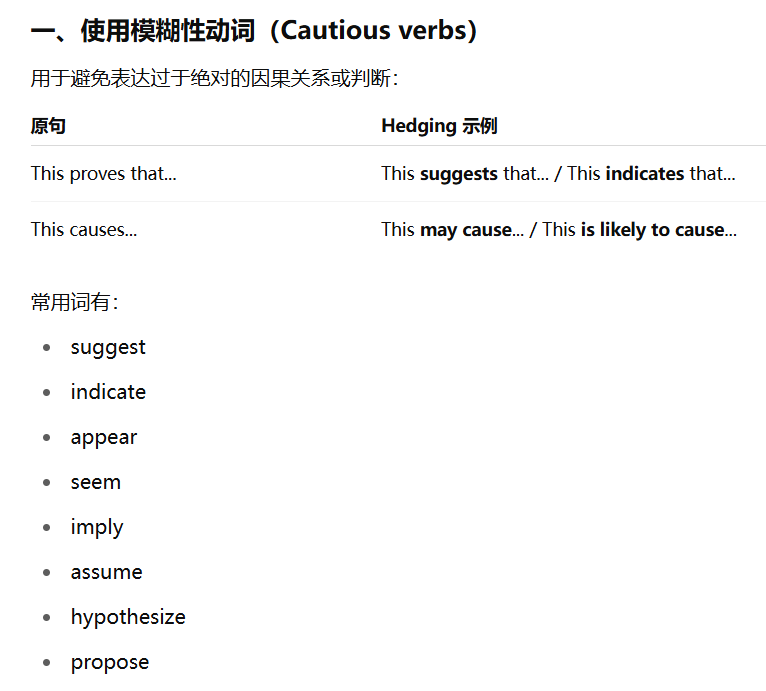 一、使用模糊性动词（Cautious verbs）
用于避免表达过于绝对的因果关系或判断：
原句 Hedging 示例
This proves that... This suggests that... / This indicates that...
This causes... This may cause... / This is likely to cause...
常用词有：
suggest
indicate
appear
seem
imply
assume
hypothesize
propose